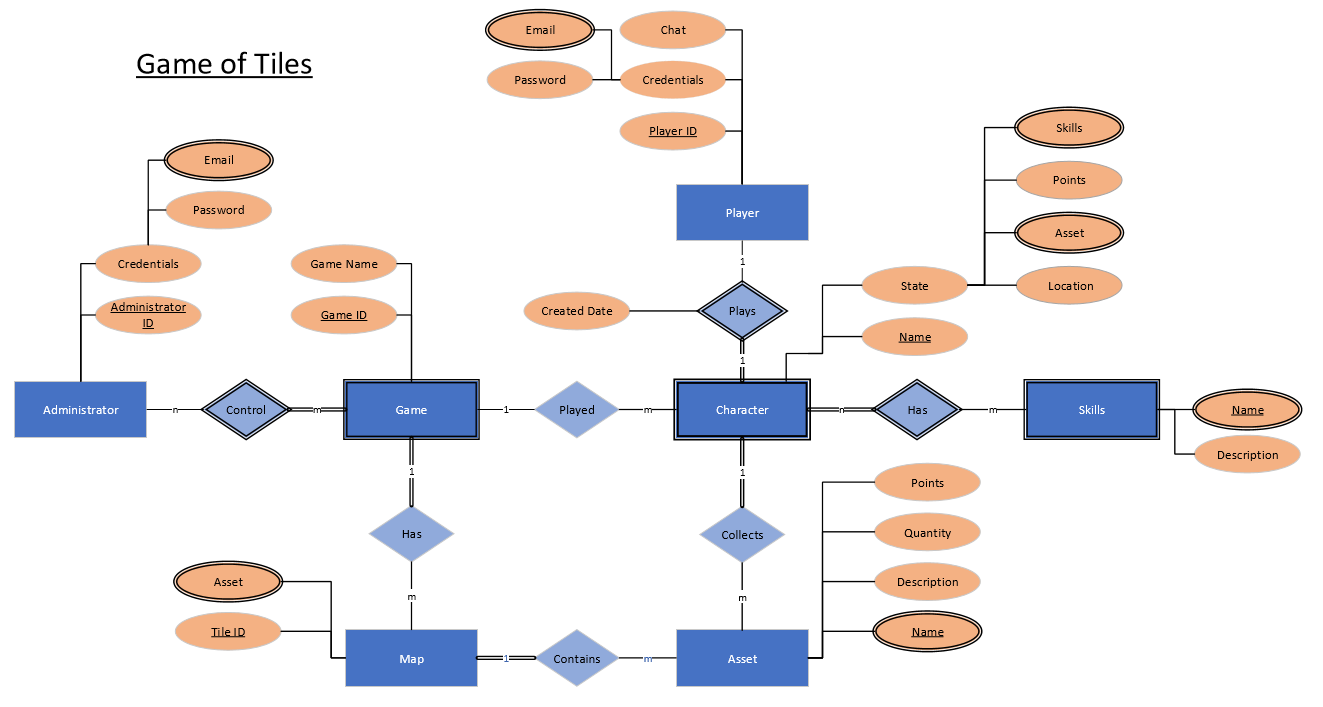 Game of Tiles
Email
Chat
Password
Credentials
Player ID
Player
1
Created Date
Plays
1
Skills
Points
Asset
Location
State
Name
Email
Password
Credentials
Administrator
ID
Game Name
Game ID
Administrator
n
Control
m
Game
1
Played
m
Character
n
Has
m
Skills
Name
Description
1
Has
m
1
Collects
m
Points
Quantity
Description
Name
Asset
Tile ID
Map
1
Contains
m
Asset